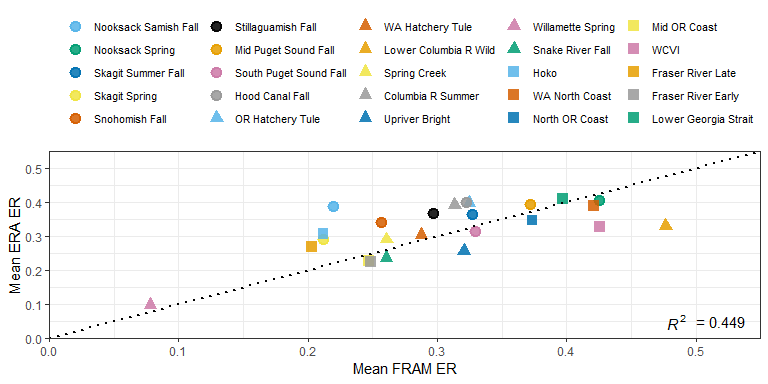 Nooksack Samish Fall Stillaguamish Fall WA Hatchery Tule Willamette Spring Mid OR Coast
Nooksack Spring Mid Puget Sound Fall Lower Columbia R Wild Snake River Fall WCVI
Skagit Summer Fall South Puget Sound Fall Spring Creek Hoko Fraser River Late
Skagit Spring Hood Canal Fall Columbia R Summer WA North Coast Fraser River Early
Snohomish Fall OR Hatchery Tule Upriver Bright North OR Coast Lower Georgia Strait
Mean ERA ER
0.5
0.4
0.3
0.2
0.1
0.0
R² = 0.449
0.0 0.1 0.2 0.3 0.4 0.5
Mean FRAM ER